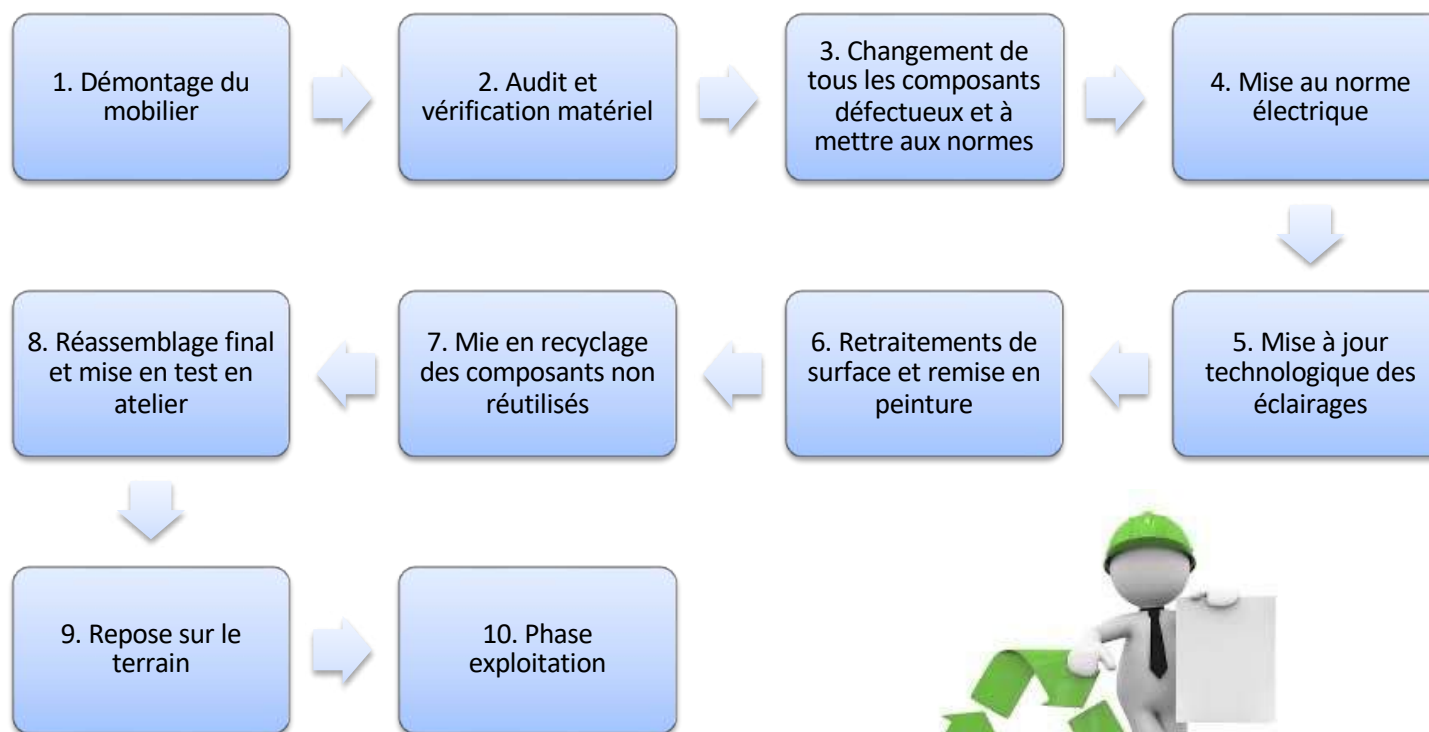 1. Démontage du
mobilier
2. Audit et
vérification matériel
3. Changement de
tous les composants
défectueux et à
mettre aux normes
4. Mise au norme
électrique
5. Mise à jour
technologique des
éclairages
6. Retraitements de
surface et remise en
peinture
7. Mie en recyclage
des composants non
réutilisés
8. Réassemblage final
et mise en test en
atelier
9. Repose sur le
terrain
10. Phase
exploitation